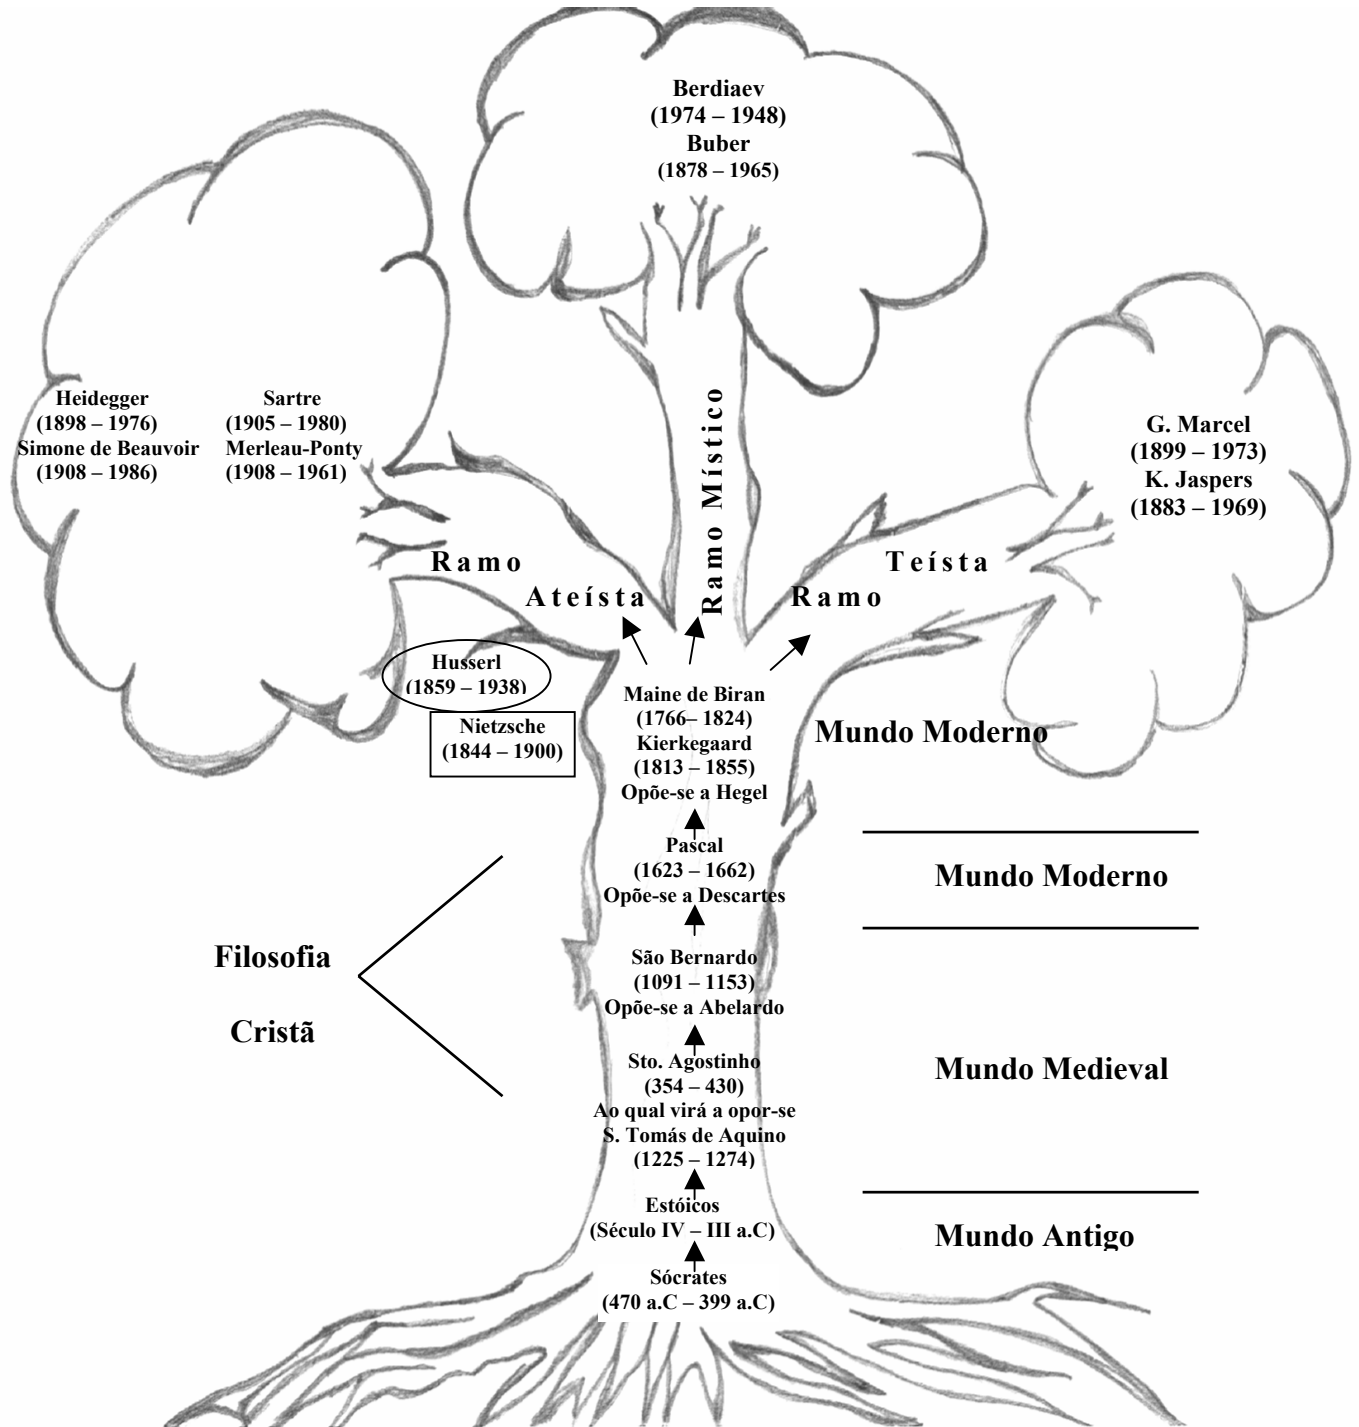 Berdiaev
(1974 – 1948)
Buber
(1878 – 1965)
Heidegger
(1898 – 1976)
Simone de Beauvoir
(1908 – 1986)
Sartre
(1905 – 1980)
Merleau-Ponty
(1908 – 1961)
G. Marcel
(1899 – 1973)
K. Jaspers
(1883 – 1969)
Ramo
Ateísta
Ramo Místico
Ramo
Teísta
Husserl
(1859 – 1938)
Nietzsche
(1844 – 1900)
Maine de Biran
(1766– 1824)
Kierkegaard
(1813 – 1855)
Opõe-se a Hegel
Mundo Moderno
Pascal
(1623 – 1662)
Opõe-se a Descartes
Mundo Moderno
Filosofia
Cristã
São Bernardo
(1091 – 1153)
Opõe-se a Abelardo
Sto. Agostinho
(354 – 430)
Ao qual virá a opor-se
S. Tomás de Aquino
(1225 – 1274)
Mundo Medieval
Estóicos
(Século IV – III a.C)
Mundo Antigo
Sócrates
(470 a.C – 399 a.C)